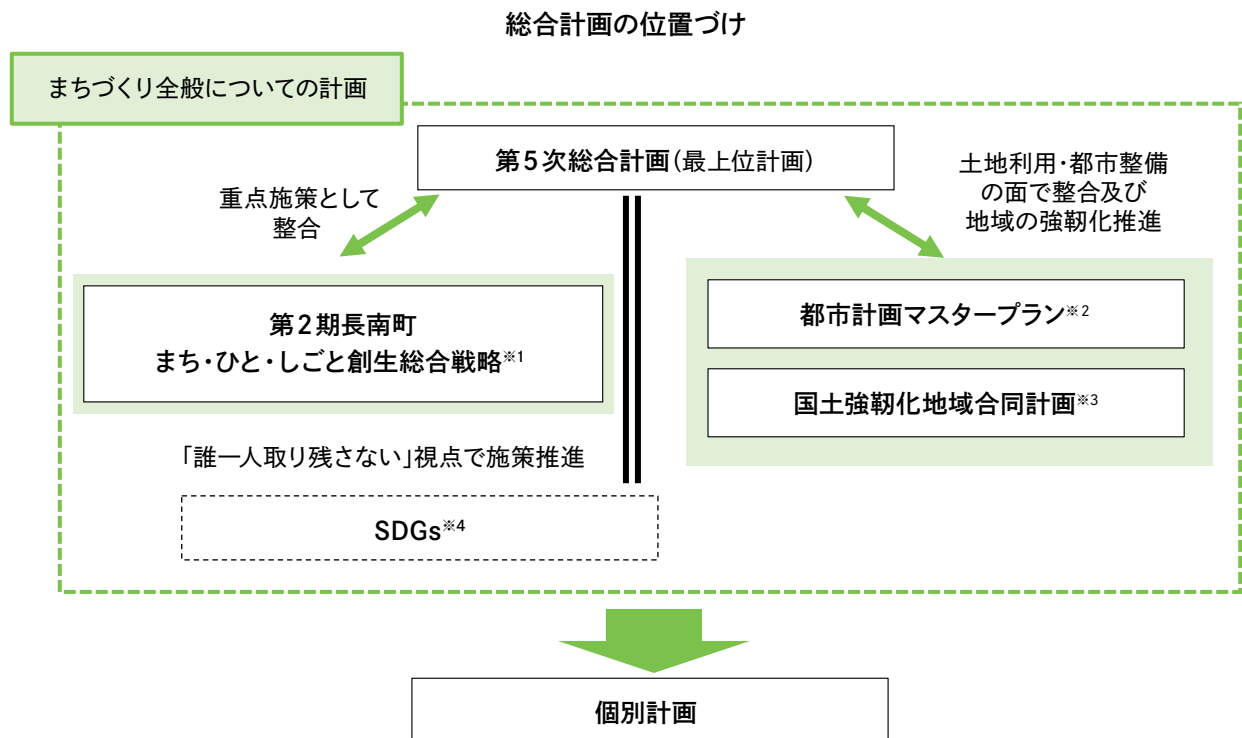 総合計画の位置づけ
まちづくり全般についての計画
第5次総合計画(最上位計画)
重点施策として
整合
土地利用・都市整備
の面で整合及び
地域の強靭化推進
第2期長南町
まち・ひと・しごと創生総合戦略※1
都市計画マスタープラン※2
国土強靭化地域合同計画※3
「誰一人取り残さない」視点で施策推進
SDGs※4
個別計画